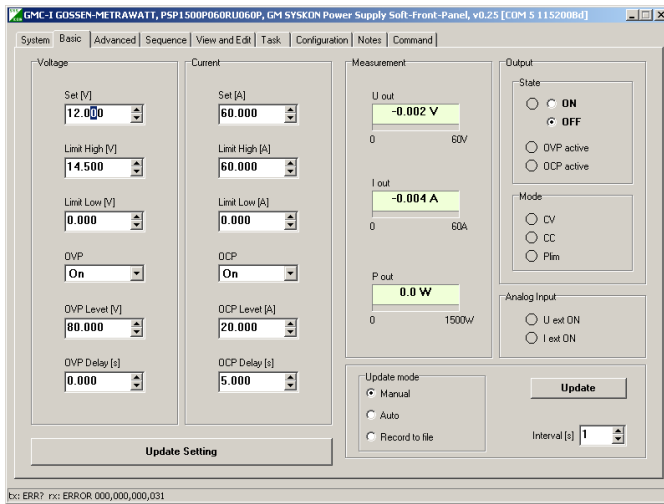 GMC-I GOSSEN-METRAWATT, PSP1500P060RU060P, GM SYSKON Power Supply Soft-Front-Panel, v0.25 [COM 5 115200Bd]
System Basic Advanced Sequence View and Edit Task Configuration Notes Command
Voltage
Set [V]
12.000
Limit High [V]
14.500
Limit Low [V]
0.000
OVP
On
OVP Level [V]
80.000
OVP Delay [s]
0.000
Current
Set [A]
60.000
Limit High [A]
60.000
Limit Low [A]
0.000
OCP
On
OCP Level [A]
20.000
OCP Delay [s]
5.000
Update Setting
Measurement
U out
-0.002 V
0 60V
I out
-0.004 A
0 60A
P out
0.0 W
0 1500W
Output
State
ON
OFF
OVP active
OCP active
Mode
CV
CC
Plim
Analog Input
U ext ON
I ext ON
Update mode
Manual
Auto
Record to file
Update
Interval [s] 1
tx: ERR? rx: ERROR 000,000,000,031